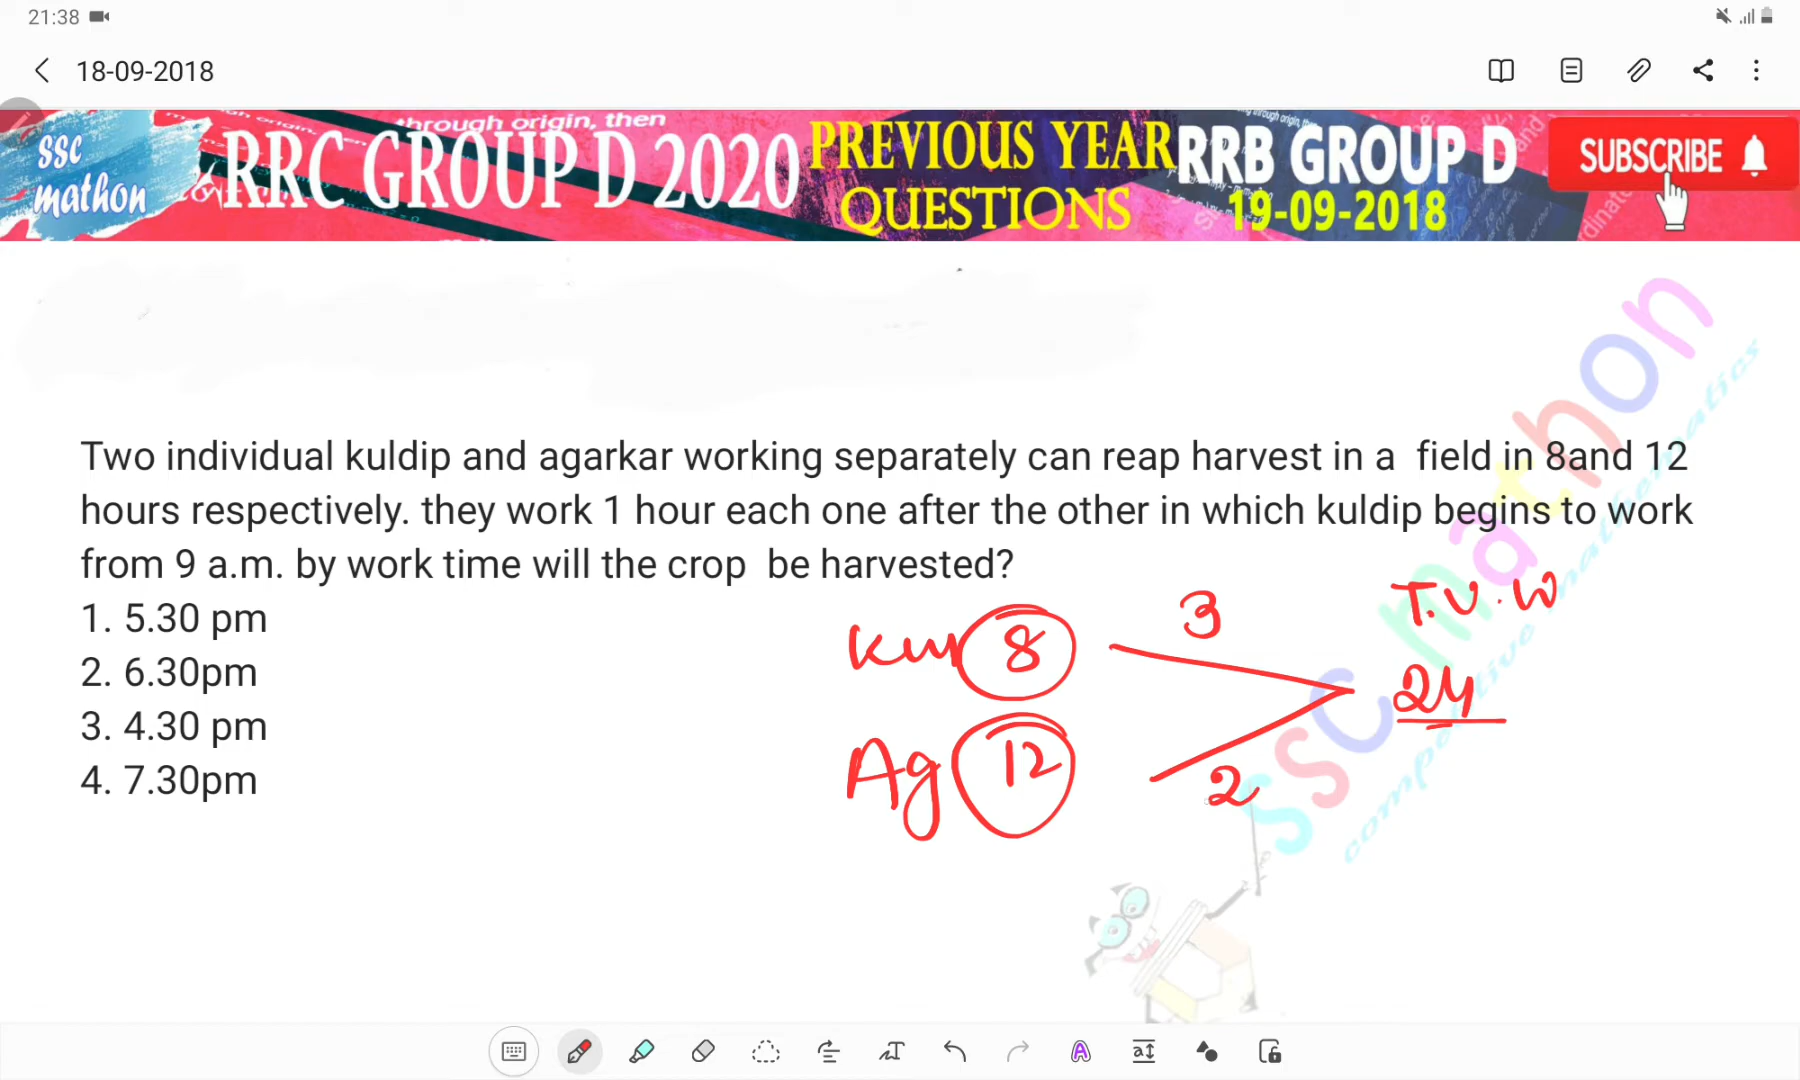 21:38
18-09-2018
through origin, then
SSC
mathon
RRC GROUP D 2020
PREVIOUS YEAR
QUESTIONS
RRB GROUP D
19-09-2018
SUBSCRIBE
Two individual kuldip and agarkar working separately can reap harvest in a field in 8and 12
hours respectively. they work 1 hour each one after the other in which kuldip begins to work
from 9 a.m. by work time will the crop be harvested?
1. 5.30 pm
2. 6.30pm
3. 4.30 pm
4. 7.30pm
8
3
T.U.W
24
Ag 12
2
ssc mathon
competitive mathematics